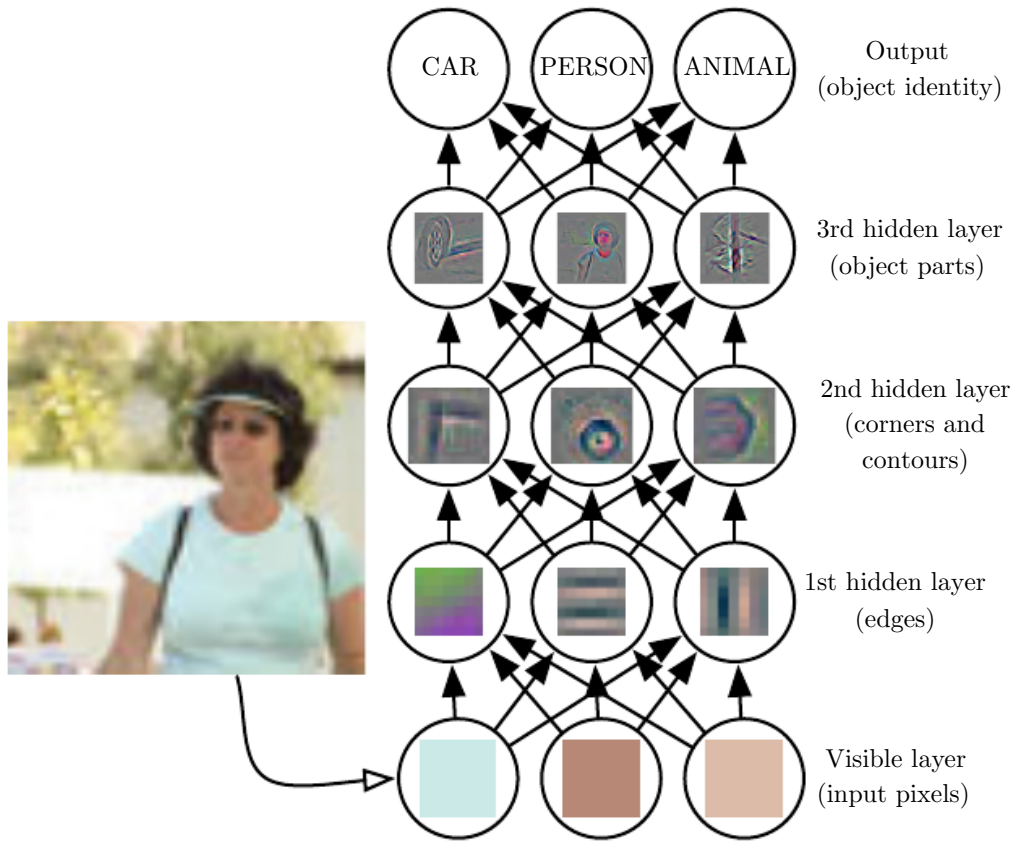 CAR
PERSON
ANIMAL
Output
(object identity)
3rd hidden layer
(object parts)
2nd hidden layer
(corners and
contours)
1st hidden layer
(edges)
Visible layer
(input pixels)